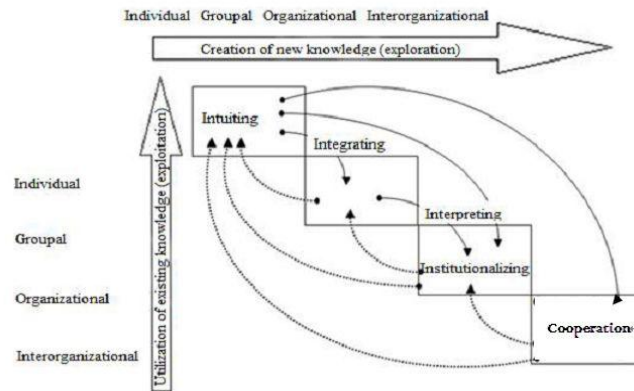 Individual Groupal Organizational Interorganizational
Creation of new knowledge (exploration)
Utilization of existing knowledge (exploitation)
Intuiting
Integrating
Individual
Interpreting
Groupal
Institutionalizing
Organizational
Cooperation
Interorganizational